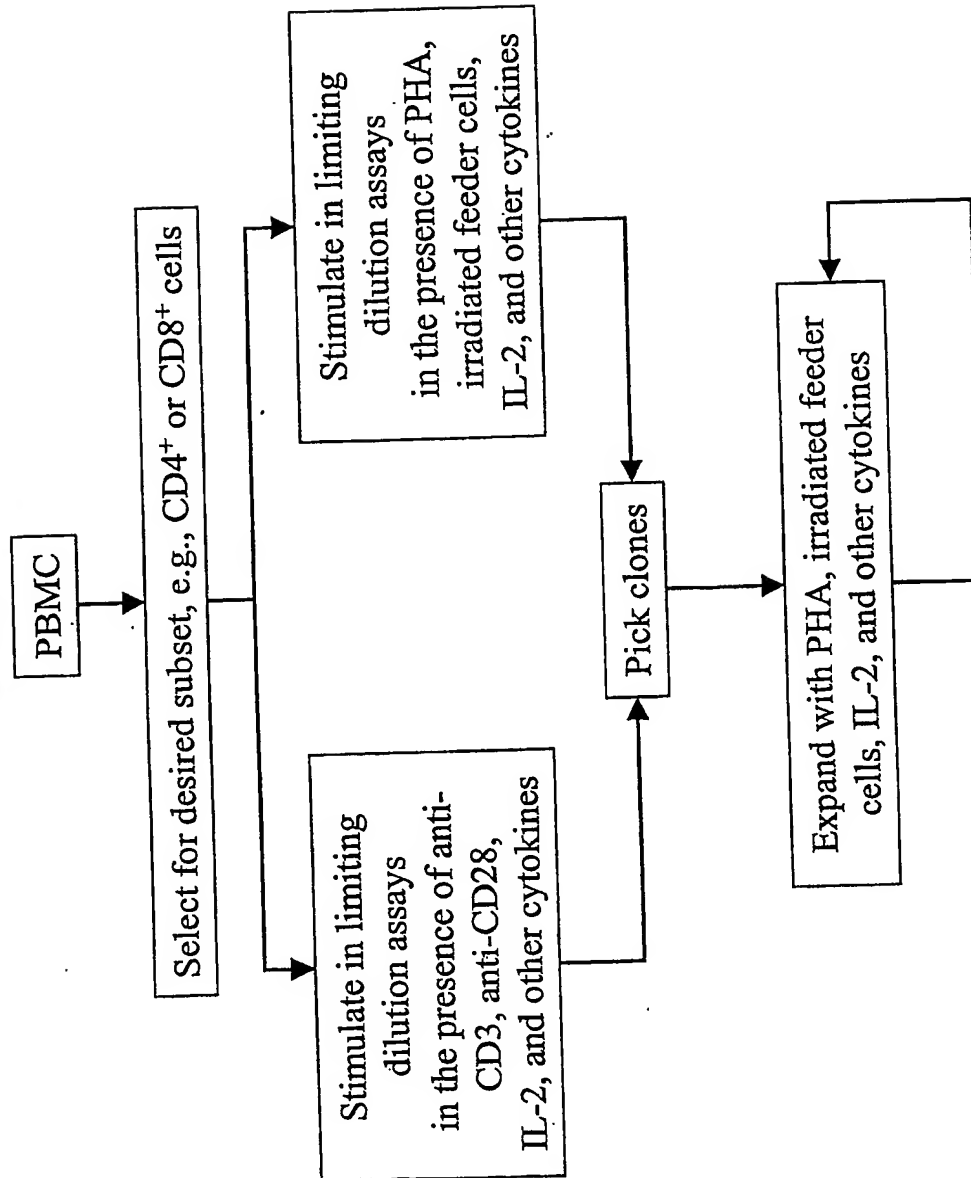 PBMC
Select for desired subset, e.g., CD4⁺ or CD8⁺ cells
Stimulate in limiting
dilution assays
in the presence of anti-
CD3, anti-CD28,
IL-2, and other cytokines
Stimulate in limiting
dilution assays
in the presence of PHA,
irradiated feeder cells,
IL-2, and other cytokines
Pick clones
Expand with PHA, irradiated feeder
cells, IL-2, and other cytokines